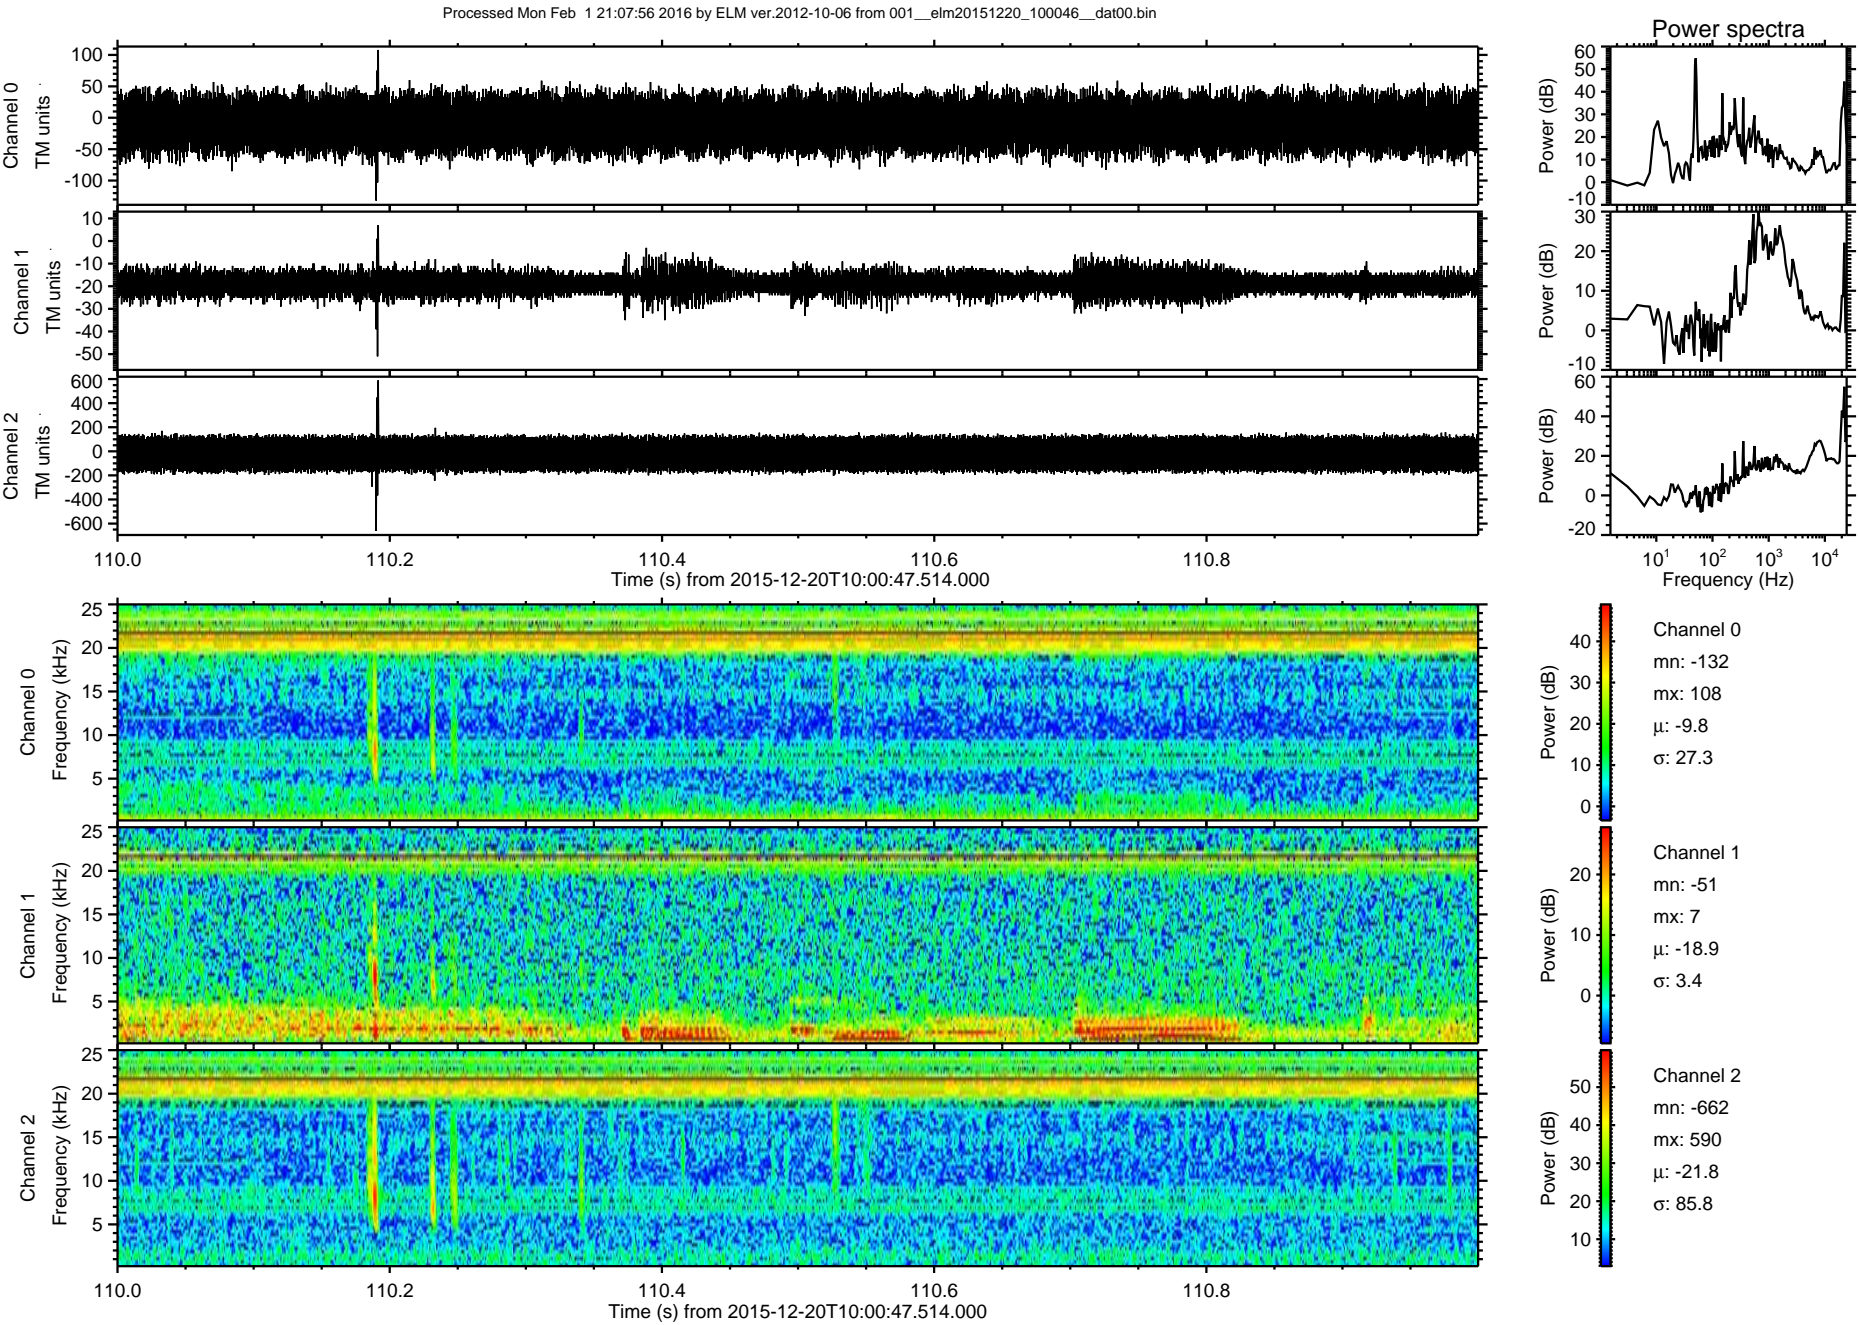 Processed Mon Feb  1 21:07:56 2016 by ELM ver.2012-10-06 from 001__elm20151220_100046__dat00.bin
Power spectra
Channel 0
TM units
100
50
0
-50
-100
Power (dB)
60
50
40
30
20
10
0
-10
Channel 1
TM units
10
0
-10
-20
-30
-40
-50
Power (dB)
30
20
10
0
-10
Channel 2
TM units
600
400
200
0
-200
-400
-600
Power (dB)
60
40
20
0
-20
110.0 110.2 110.4 110.6 110.8
Time (s) from 2015-12-20T10:00:47.514.000
10¹ 10² 10³ 10⁴
Frequency (Hz)
Channel 0
Frequency (kHz)
25
20
15
10
5
Power (dB)
40
30
20
10
0
Channel 0
mn: -132
mx: 108
µ: -9.8
σ: 27.3
Channel 1
Frequency (kHz)
25
20
15
10
5
Power (dB)
20
10
0
Channel 1
mn: -51
mx: 7
µ: -18.9
σ: 3.4
Channel 2
Frequency (kHz)
25
20
15
10
5
Power (dB)
50
40
30
20
10
Channel 2
mn: -662
mx: 590
µ: -21.8
σ: 85.8
110.0 110.2 110.4 110.6 110.8
Time (s) from 2015-12-20T10:00:47.514.000